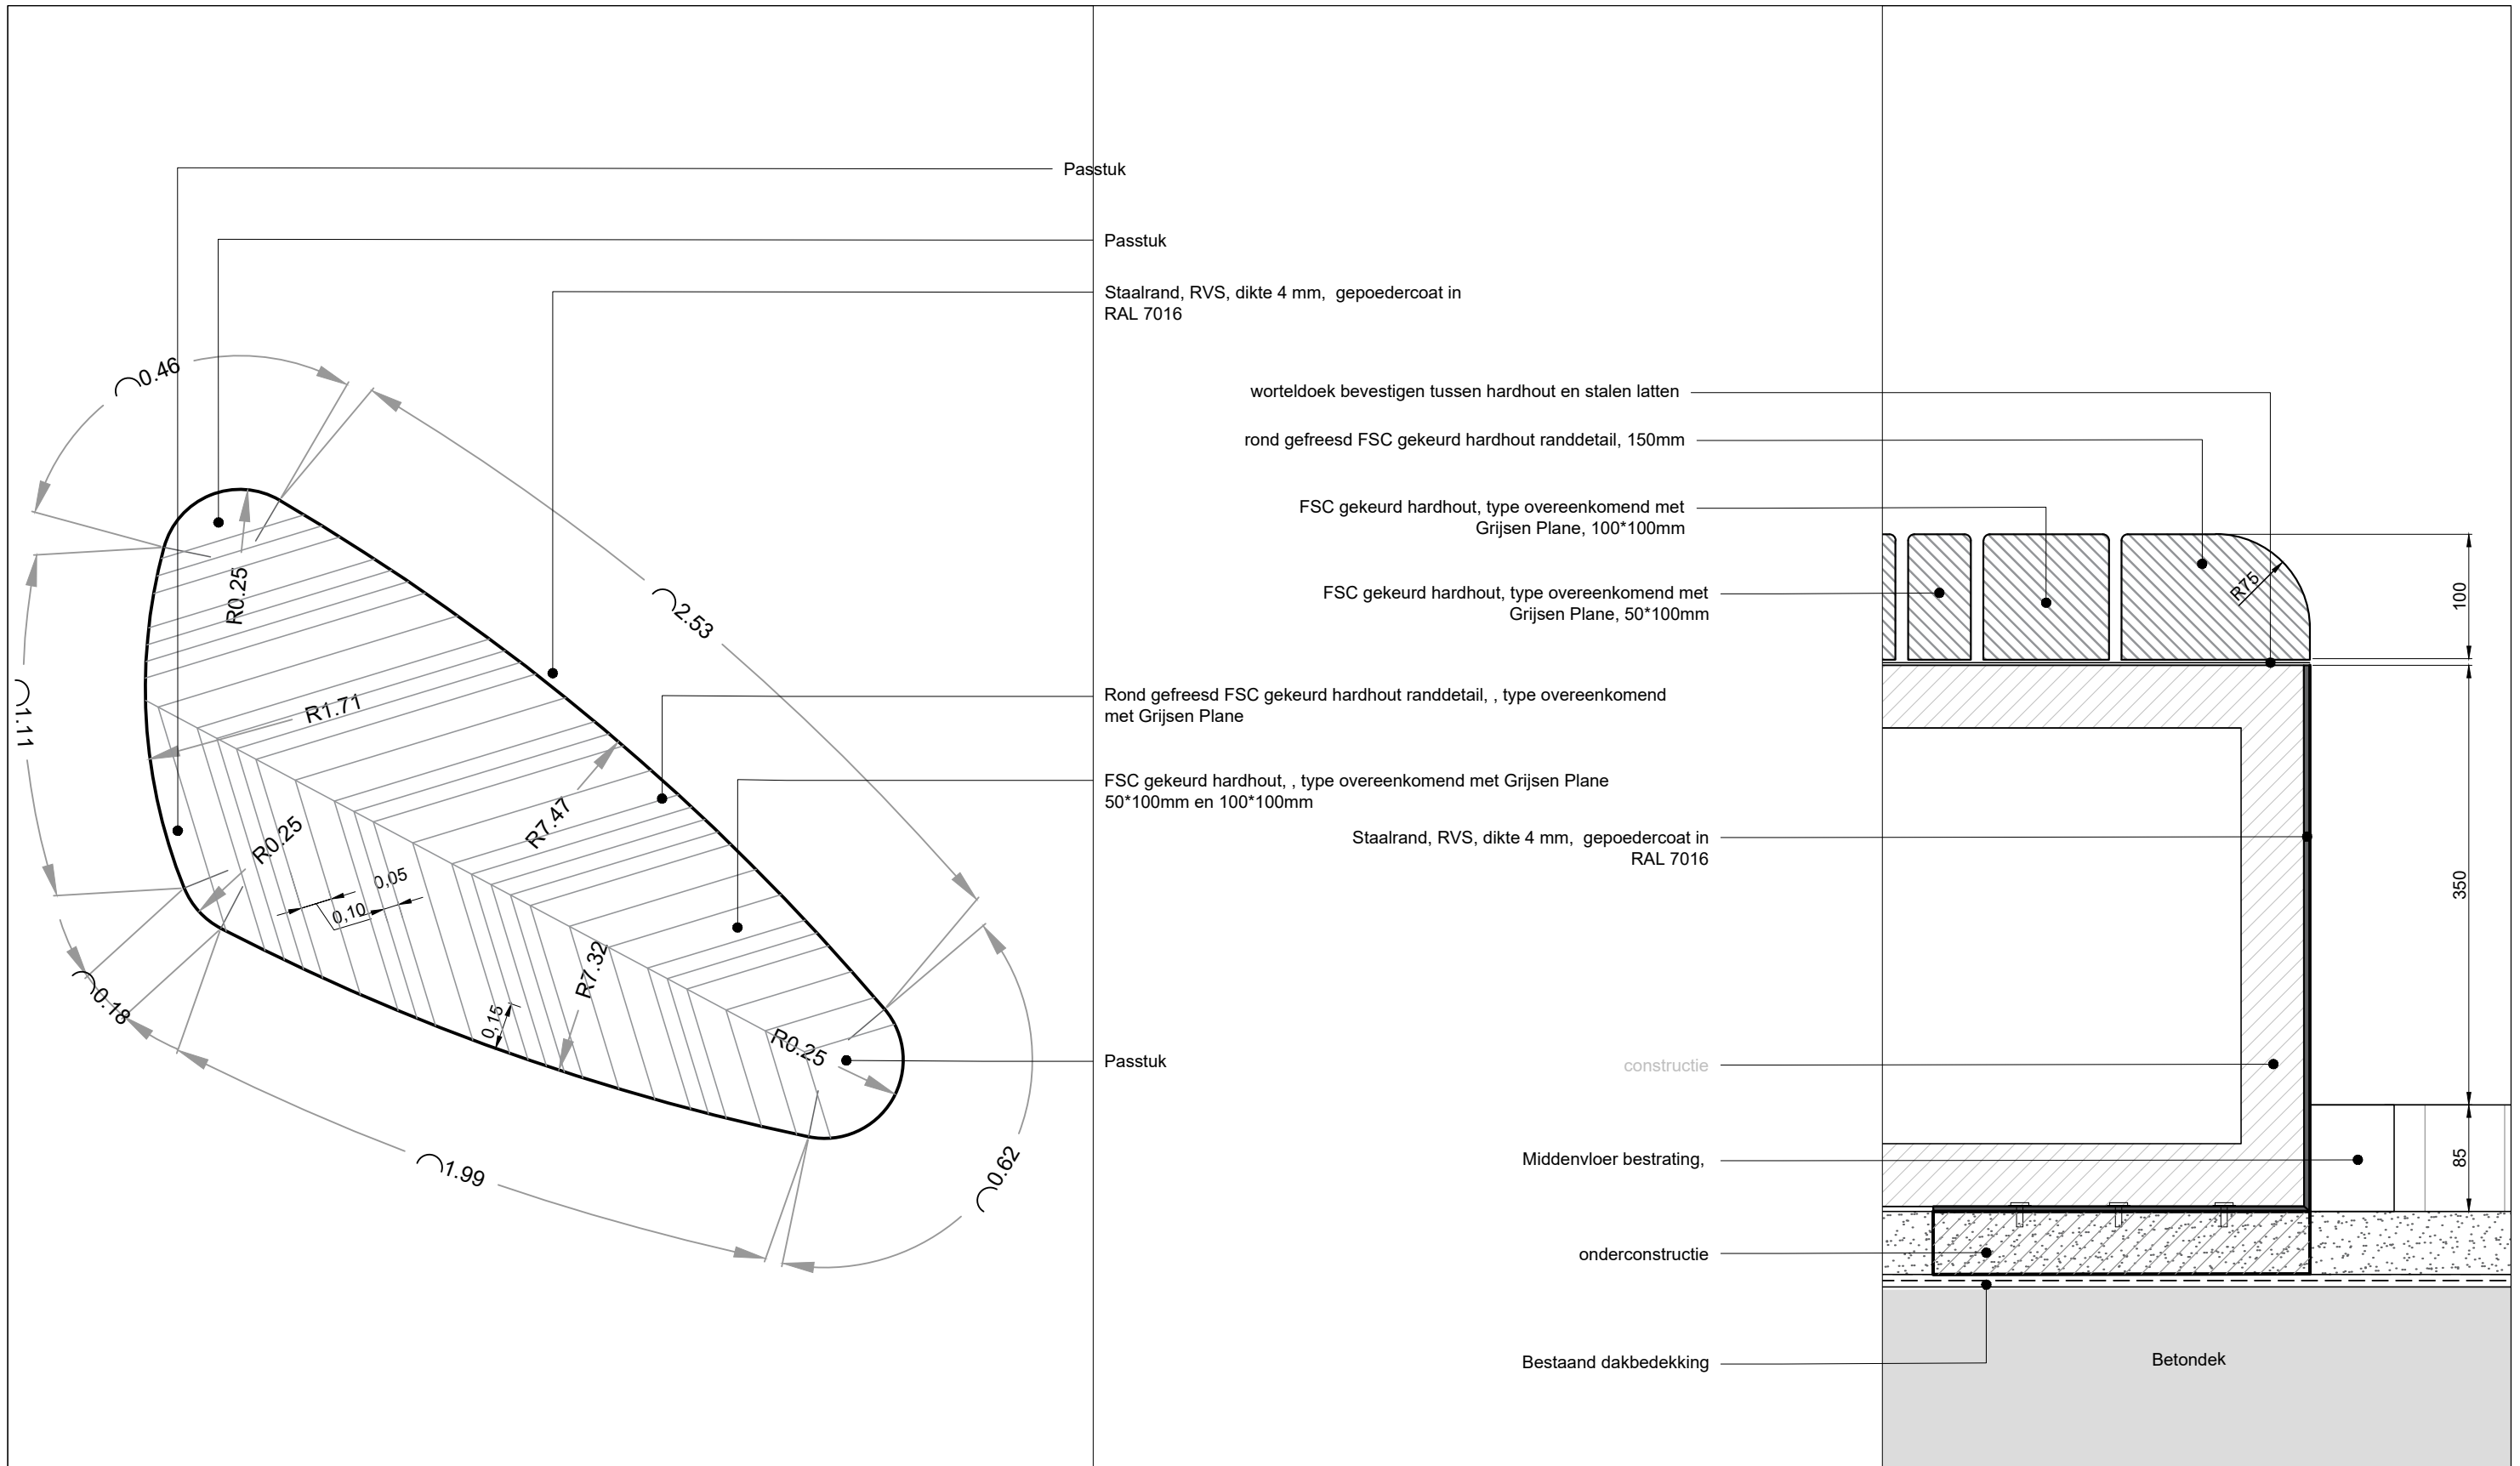 Passtuk
Passtuk
Staalrand, RVS, dikte 4 mm,  gepoedercoat in
RAL 7016
⌒0.46
⌒2.53
R0.25
⌒1.11
R1.71
R7.47
R0.25
0,05
0,10
R7.32
0,15
⌒0.18
R0.25
⌒1.99
⌒0.62
Rond gefreesd FSC gekeurd hardhout randdetail, , type overeenkomend
met Grijsen Plane
FSC gekeurd hardhout, , type overeenkomend met Grijsen Plane
50*100mm en 100*100mm
Passtuk
worteldoek bevestigen tussen hardhout en stalen latten
rond gefreesd FSC gekeurd hardhout randdetail, 150mm
FSC gekeurd hardhout, type overeenkomend met
Grijsen Plane, 100*100mm
FSC gekeurd hardhout, type overeenkomend met
Grijsen Plane, 50*100mm
Staalrand, RVS, dikte 4 mm,  gepoedercoat in
RAL 7016
constructie
Middenvloer bestrating,
onderconstructie
Bestaand dakbedekking
R75
100
350
85
Betondek